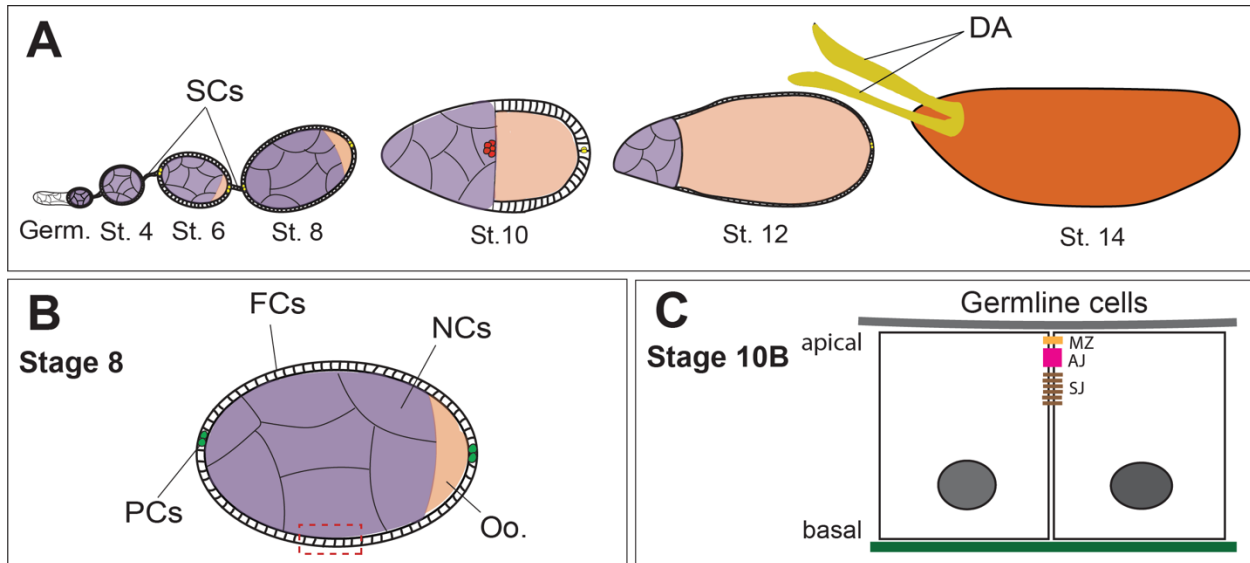 A
SCs
DA
Germ.
St. 4
St. 6
St. 8
St.10
St. 12
St. 14
B
Stage 8
FCs
NCs
PCs
Oo.
C
Stage 10B
Germline cells
apical
MZ
AJ
SJ
basal